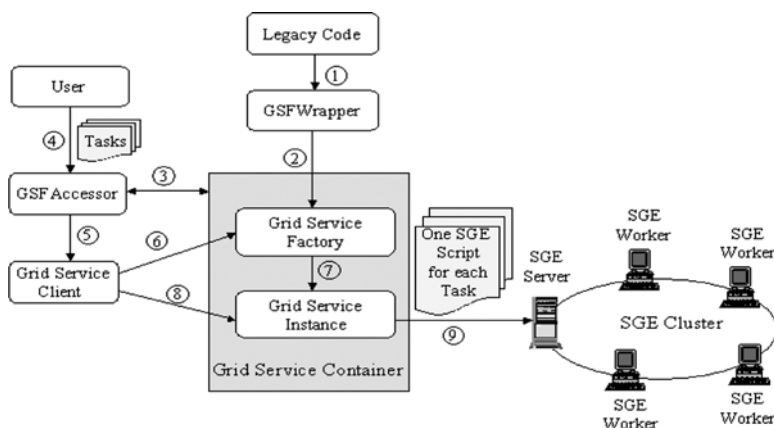 Legacy Code
①
User
GSFWrapper
④
Tasks
②
③
GSFAccessor
⑤
⑥
Grid Service
Factory
⑦
Grid Service
Client
⑧
Grid Service
Instance
Grid Service Container
One SGE
Script
for each
Task
⑨
SGE
Server
SGE
Worker
SGE
Worker
SGE Cluster
SGE
Worker
SGE
Worker